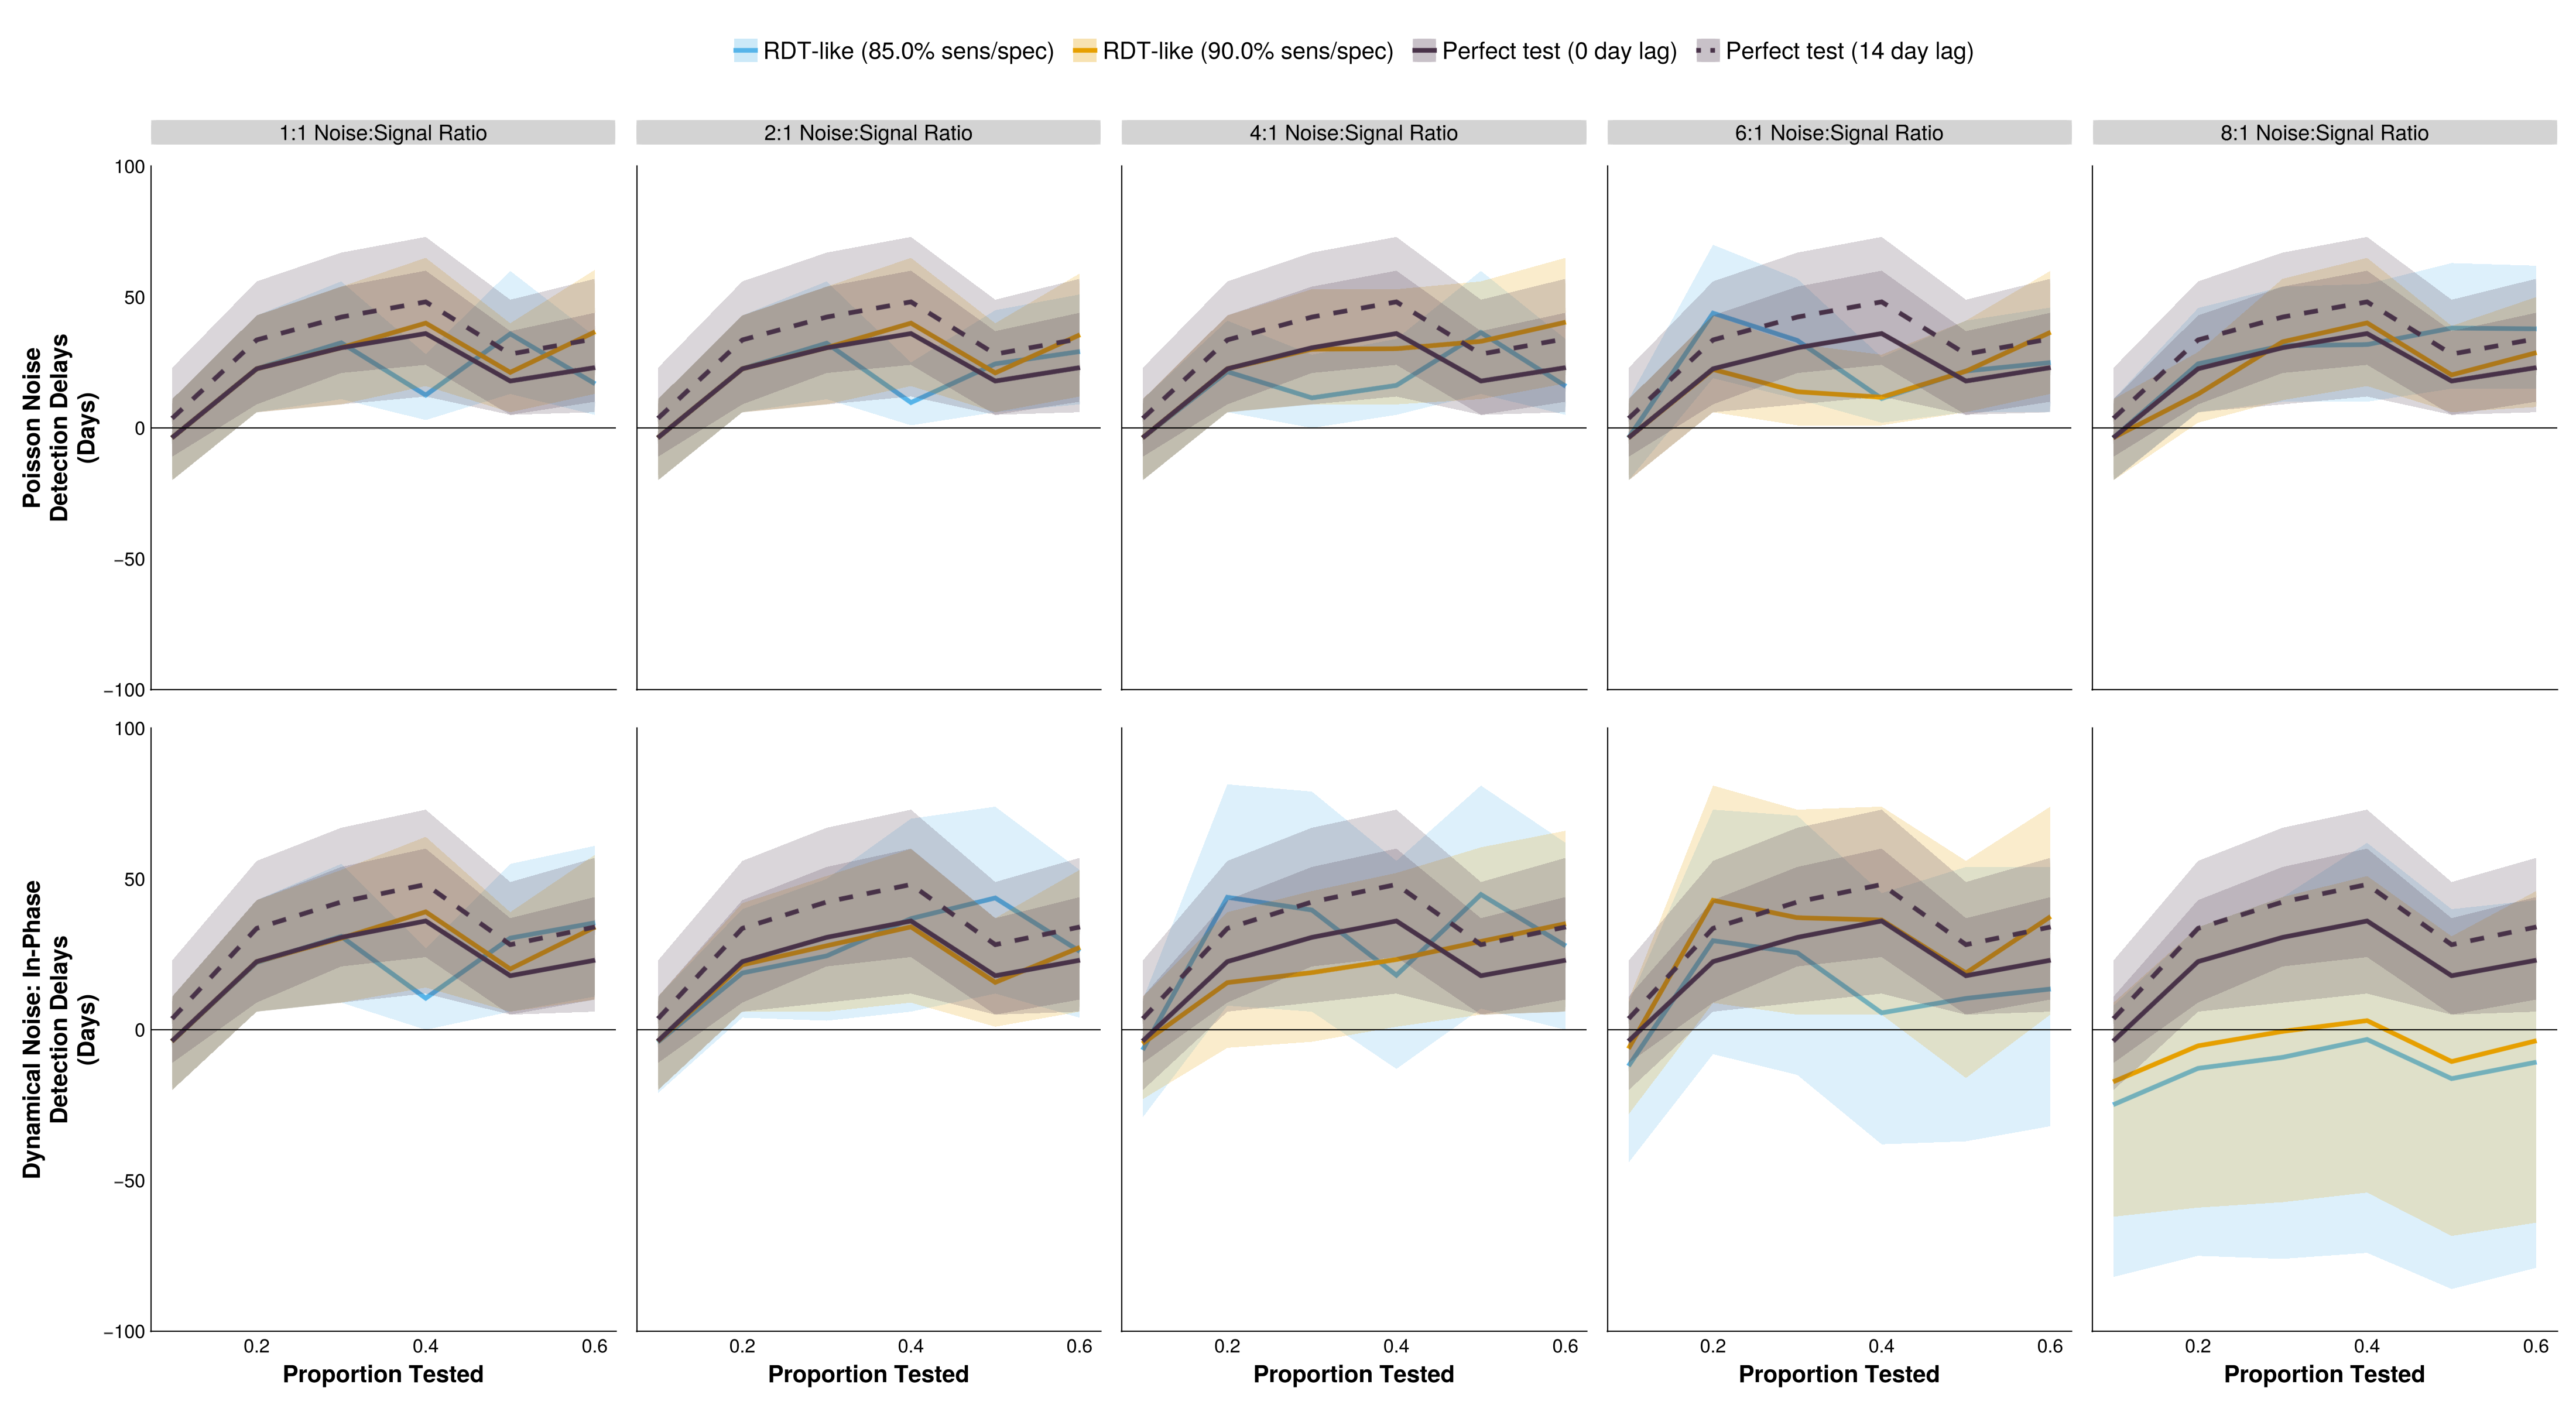 RDT-like (85.0% sens/spec) RDT-like (90.0% sens/spec) Perfect test (0 day lag) Perfect test (14 day lag)
1:1 Noise:Signal Ratio 2:1 Noise:Signal Ratio 4:1 Noise:Signal Ratio 6:1 Noise:Signal Ratio 8:1 Noise:Signal Ratio
Poisson Noise
Detection Delays
(Days)
100
50
0
−50
−100
Dynamical Noise: In-Phase
Detection Delays
(Days)
100
50
0
−50
−100
0.2 0.4 0.6 0.2 0.4 0.6 0.2 0.4 0.6 0.2 0.4 0.6 0.2 0.4 0.6
Proportion Tested Proportion Tested Proportion Tested Proportion Tested Proportion Tested